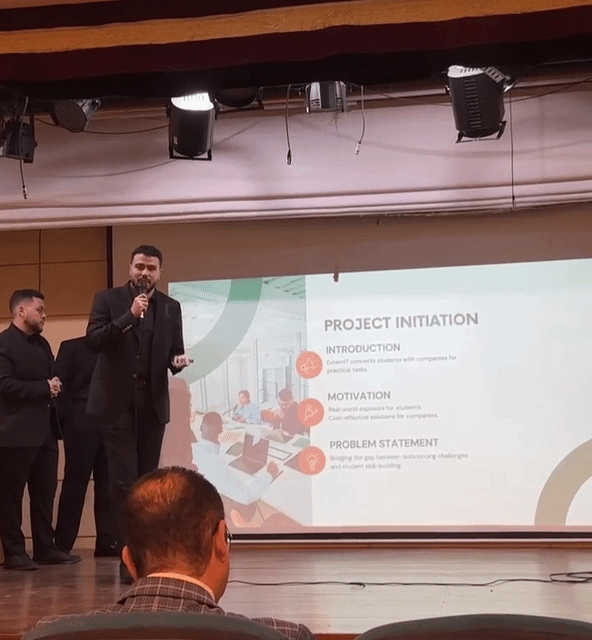 PROJECT INITIATION
INTRODUCTION
ExternIT connects students with companies for
practical tasks.
MOTIVATION
Real-world exposure for students.
Cost-effective solutions for companies.
PROBLEM STATEMENT
Bridging the gap between outsourcing challenges
and student skill-building.